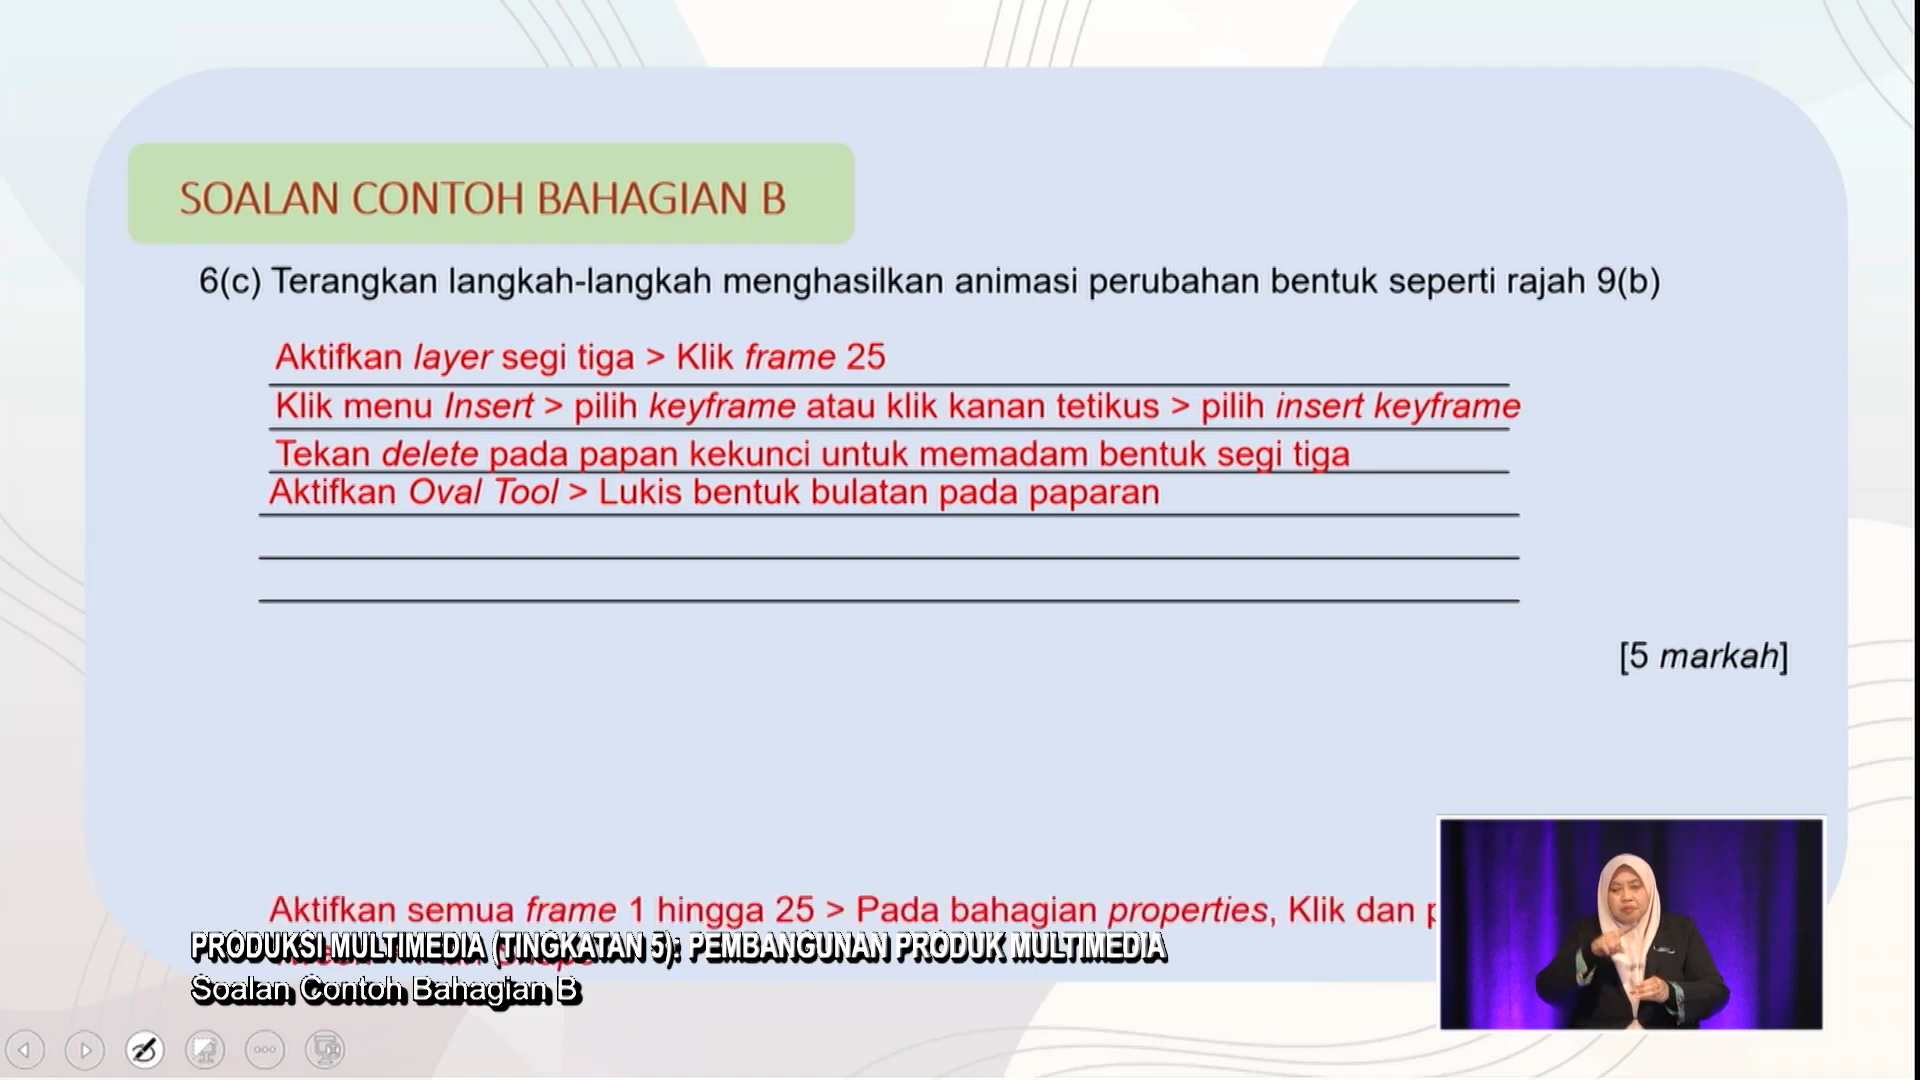 SOALAN CONTOH BAHAGIAN B
6(c) Terangkan langkah-langkah menghasilkan animasi perubahan bentuk seperti rajah 9(b)
Aktifkan layer segi tiga > Klik frame 25
Klik menu Insert > pilih keyframe atau klik kanan tetikus > pilih insert keyframe
Tekan delete pada papan kekunci untuk memadam bentuk segi tiga
Aktifkan Oval Tool > Lukis bentuk bulatan pada paparan
[5 markah]
Aktifkan semua frame 1 hingga 25 > Pada bahagian properties, Klik dan
PRODUKSI MULTIMEDIA (TINGKATAN 5): PEMBANGUNAN PRODUK MULTIMEDIA
Soalan Contoh Bahagian B